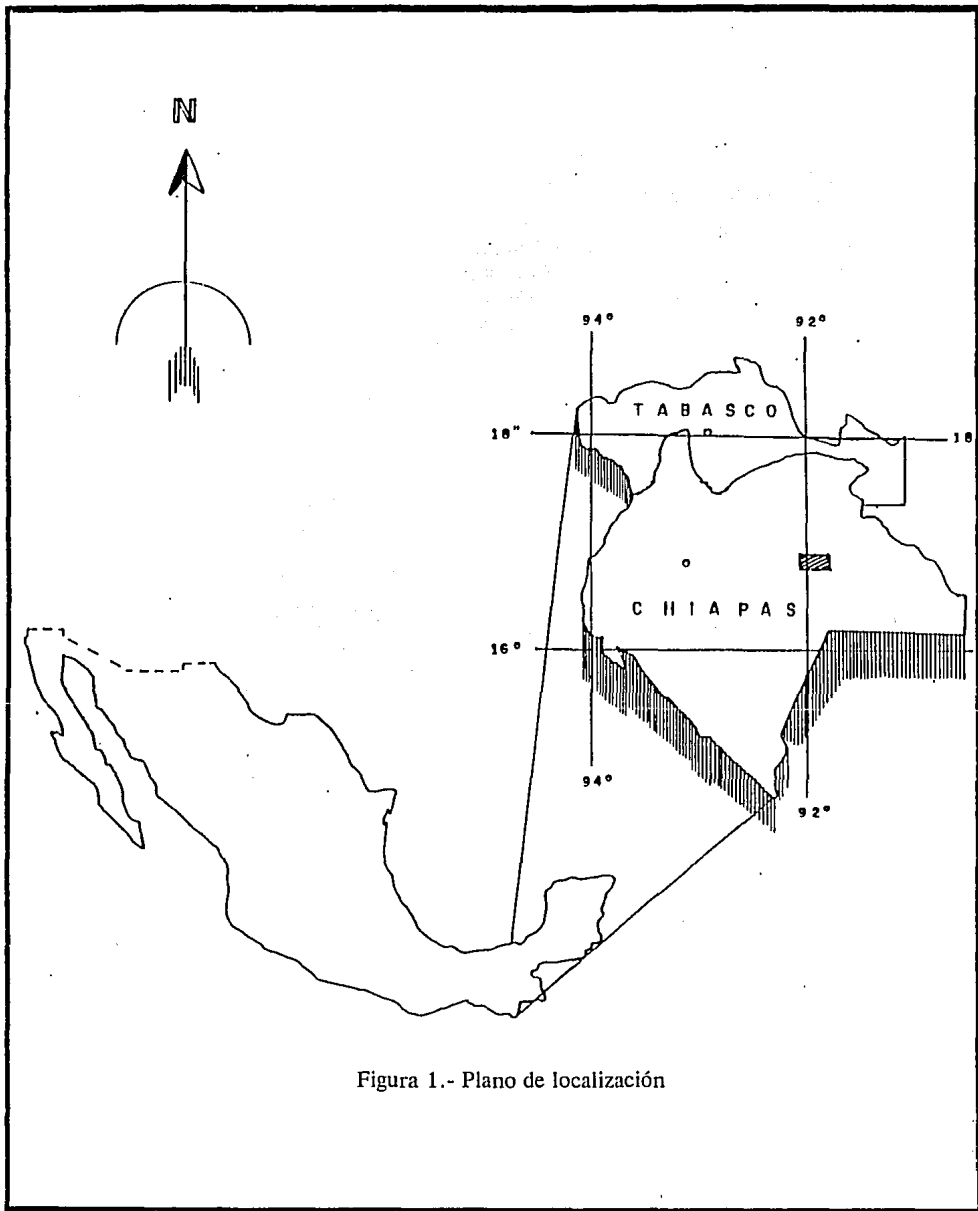 N
94° 92°
TABASCO
18° 18
CHIAPAS
16°
94°
92°
Figura 1.- Plano de localización